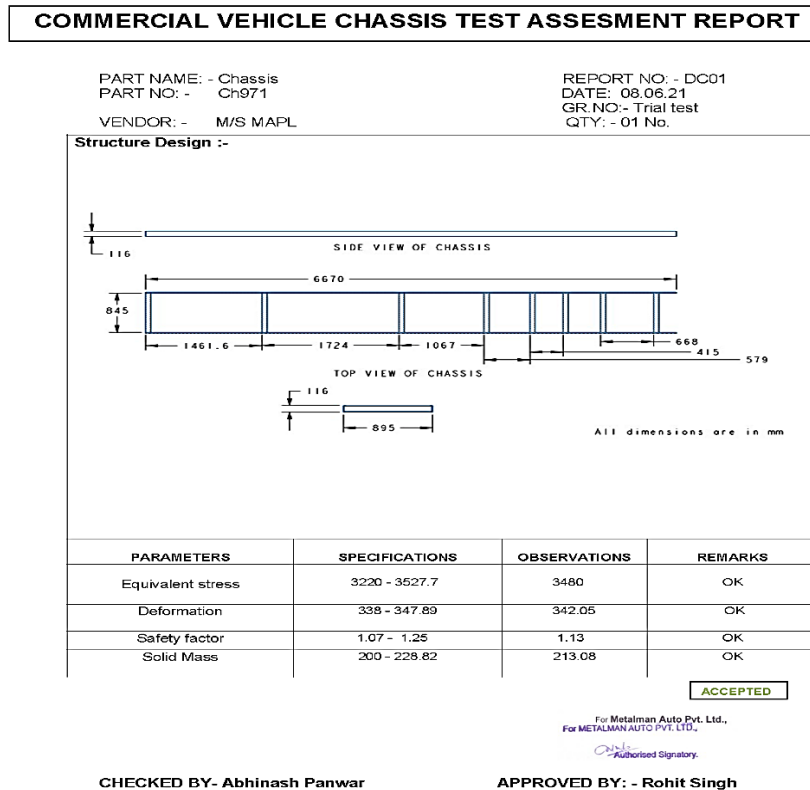 COMMERCIAL VEHICLE CHASSIS TEST ASSESMENT REPORT
PART NAME: - Chassis
PART NO: - Ch971
VENDOR: - M/S MAPL
REPORT NO: - DC01
DATE: 08.06.21
GR.NO:- Trial test
QTY: - 01 No.
Structure Design :-
116
SIDE VIEW OF CHASSIS
6670
845
1461.6 1724 1067 668
415
579
TOP VIEW OF CHASSIS
116
895
All dimensions are in mm
PARAMETERS SPECIFICATIONS OBSERVATIONS REMARKS
Equivalent stress 3220 - 3527.7 3480 OK
Deformation 338 - 347.89 342.05 OK
Safety factor 1.07 - 1.25 1.13 OK
Solid Mass 200 - 228.82 213.08 OK
ACCEPTED
For Metalman Auto Pvt. Ltd.,
For METALMAN AUTO PVT. LTD.,
Authorised Signatory.
CHECKED BY- Abhinash Panwar
APPROVED BY: - Rohit Singh